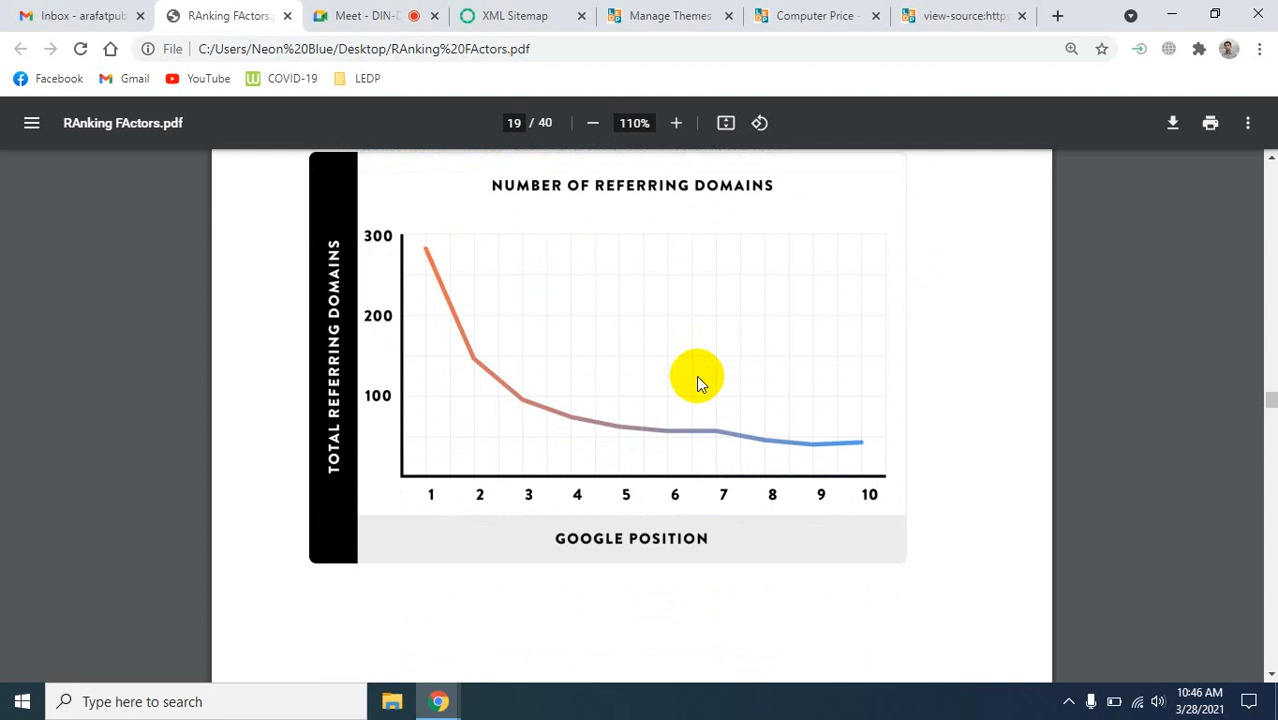 Inbox - arafatpub
RAnking FActors.
Meet - DIN-D
XML Sitemap
Manage Themes
Computer Price -
view-source:https
File
C:/Users/Neon%20Blue/Desktop/RAnking%20FActors.pdf
Facebook
Gmail
YouTube
COVID-19
LEDP
RAnking FActors.pdf
19 / 40
110%
NUMBER OF REFERRING DOMAINS
TOTAL REFERRING DOMAINS
300
200
100
1 2 3 4 5 6 7 8 9 10
GOOGLE POSITION
Type here to search
10:46 AM
3/28/2021